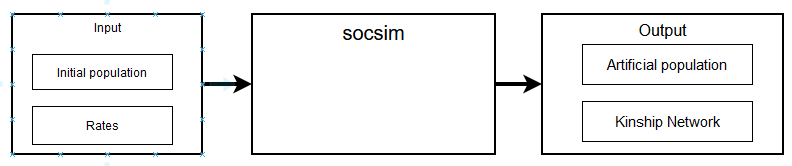 Input
Initial population
Rates
socsim
Output
Artificial population
Kinship Network